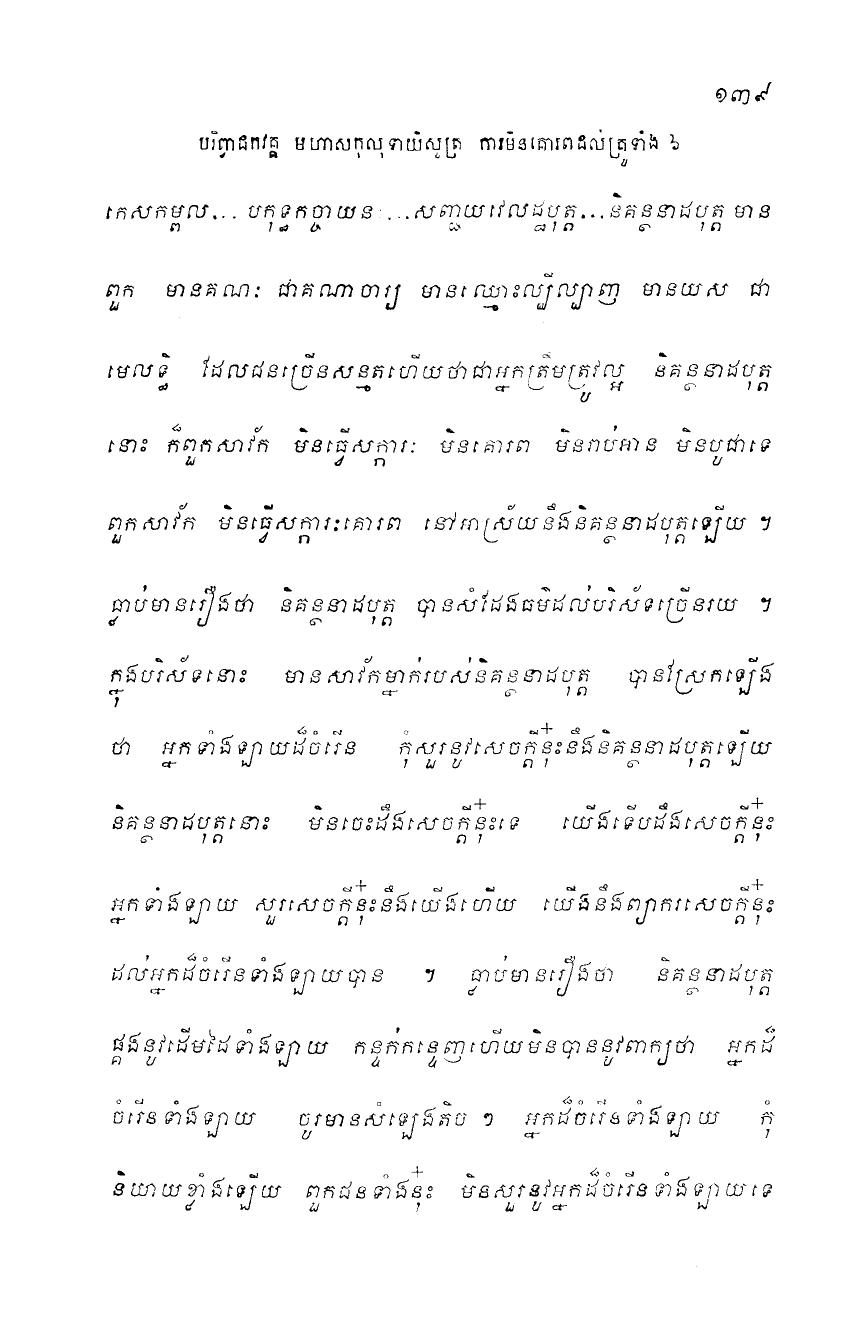 ១៣៩
បរិព្វាជកវគ្គ មហាសកុលុទាយិសូត្រ ការមិនគោរពដល់គ្រូទាំង ៦
កេសកម្ពល... បកុទ្ធកច្ចាយនៈ...សញ្ជយវេលដ្ឋបុត្ត...និគន្ថនាដបុត្ត មាន
ពួក មានគណៈ ជាគណាចារ្យ មានឈ្មោះល្បីល្បាញ មានយស ជា
មេលទ្ធិ ដែលជនច្រើនសន្មតហើយថាជាអ្នកត្រឹមត្រូវល្អ និគន្ថនាដបុត្ត
នោះ ក៏ពួកសាវ័ក មិនធ្វើសក្ការៈ មិនគោរព មិនរាប់អាន មិនបូជាទេ
ពួកសាវ័ក មិនធ្វើសក្ការៈគោរព នៅអាស្រ័យនឹងនិគន្ថនាដបុត្តឡើយ ។
ធ្លាប់មានរឿងថា និគន្ថនាដបុត្ត បានសំដែងធម៌ដល់បរិស័ទច្រើនរយ ។
ក្នុងបរិស័ទនោះ មានសាវ័កម្នាក់របស់និគន្ថនាដបុត្ត បានស្រែកឡើង
ថា អ្នកទាំងឡាយដ៏ចំរើន កុំសួរនូវសេចក្តីនុ៎ះនឹងនិគន្ថនាដបុត្តឡើយ
និគន្ថនាដបុត្តនោះ មិនចេះដឹងសេចក្តីនុ៎ះទេ យើងទើបដឹងសេចក្តីនុ៎ះ
អ្នកទាំងឡាយ សួរសេចក្តីនុ៎ះនឹងយើងហើយ យើងនឹងព្យាករសេចក្តីនុ៎ះ
ដល់អ្នកដ៏ចំរើនទាំងឡាយបាន ។ ធ្លាប់មានរឿងថា និគន្ថនាដបុត្ត
ផ្គងនូវដើមដៃទាំងឡាយ កន្ទក់កន្ទេញហើយមិនបាននូវពាក្យថា អ្នកដ៏
ចំរើនទាំងឡាយ ចូរមានសំឡេងតិច ៗ អ្នកដ៏ចំរើនទាំងឡាយ កុំ
និយាយខ្លាំងឡើយ ពួកជនទាំងនុ៎ះ មិនសួរនូវអ្នកដ៏ចំរើនទាំងឡាយទេ